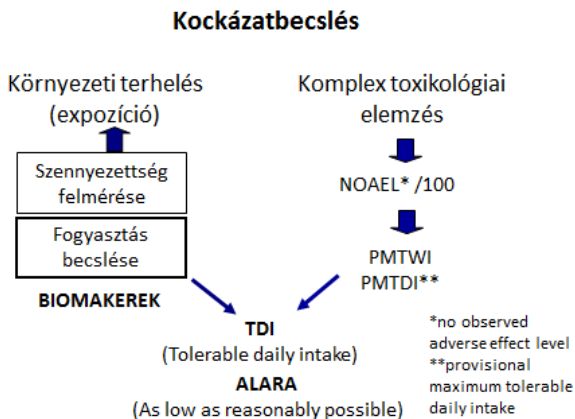 Kockázatbecslés
Környezeti terhelés
(expozíció)
Szennyezettség
felmérése
Fogyasztás
becslése
BIOMAKEREK
Komplex toxikológiai
elemzés
NOAEL* /100
PMTWI
PMTDI**
TDI
(Tolerable daily intake)
ALARA
(As low as reasonably possible)
*no observed
adverse effect level
**provisional
maximum tolerable
daily intake